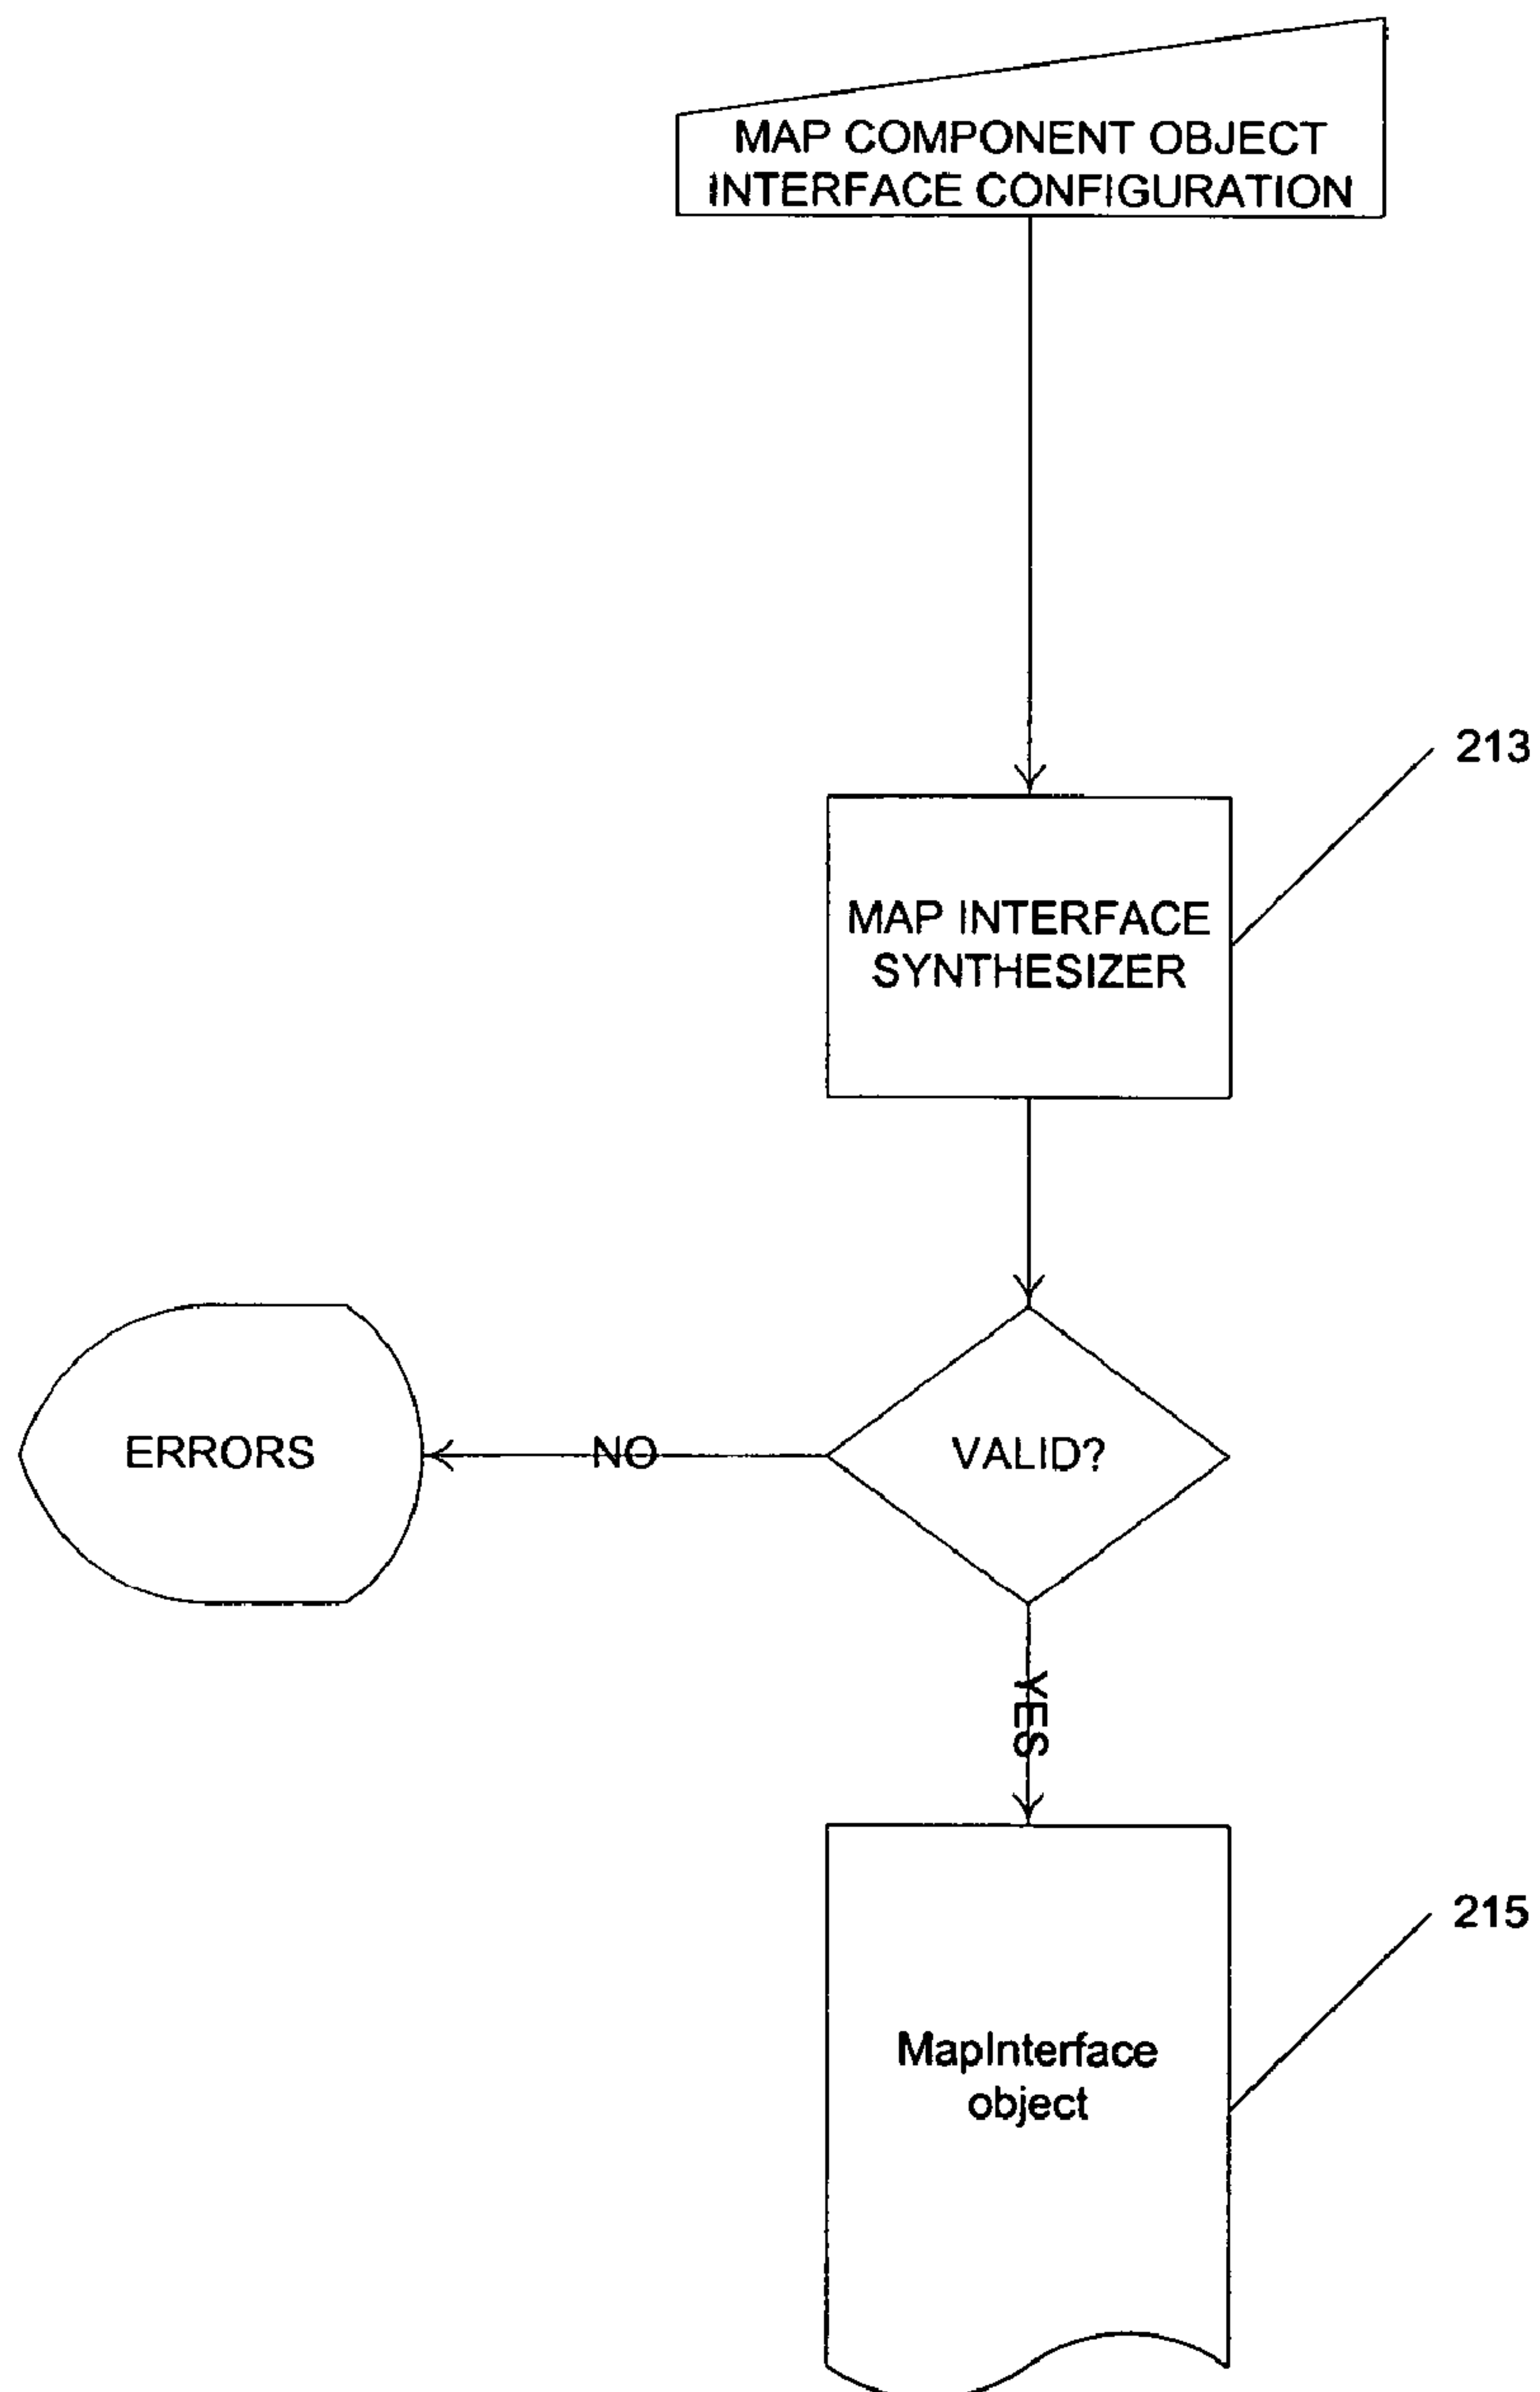 MAP COMPONENT OBJECT
INTERFACE CONFIGURATION
213
MAP INTERFACE
SYNTHESIZER
ERRORS
NO
VALID?
YES
215
MapInterface
object